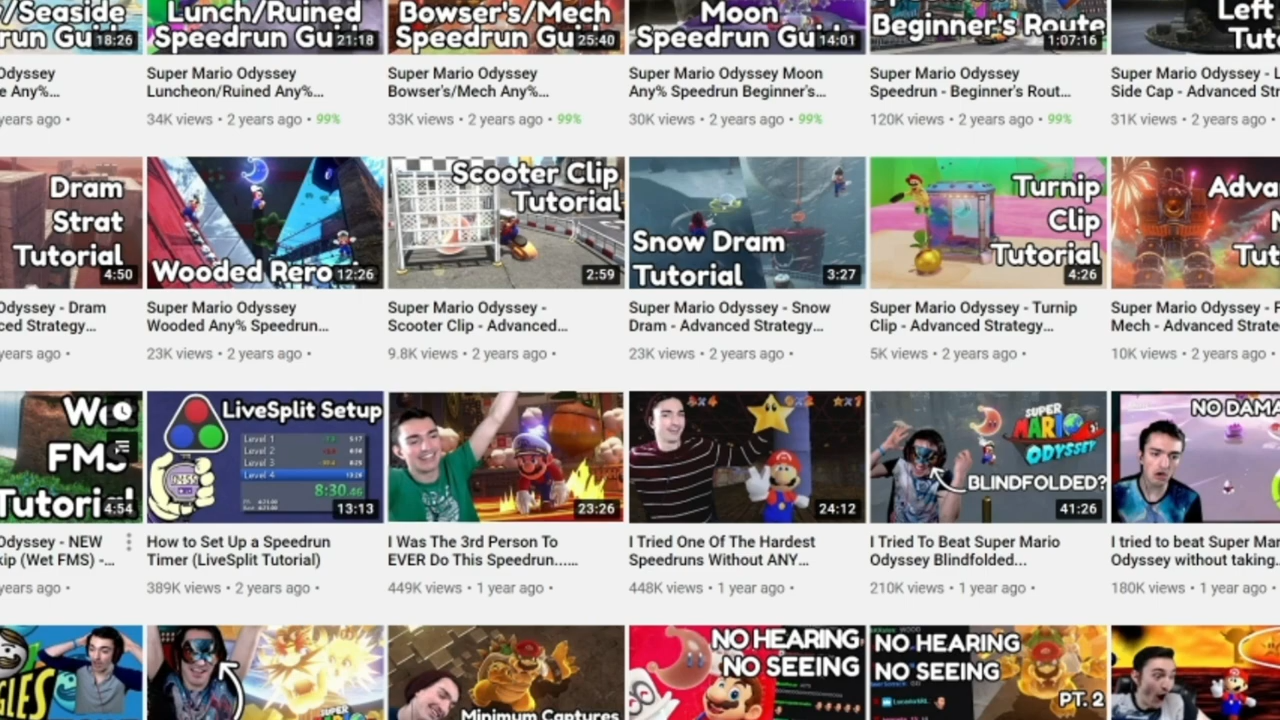 /Seaside
run Gu
18:26
Lunch/Ruined
Speedrun Gu
21:18
Bowser's/Mech
Speedrun Gu
25:40
Moon
Speedrun Gui
14:01
Beginner's Route
1:07:16
Left
Tuto
Odyssey
e Any%...
years ago •
Super Mario Odyssey
Luncheon/Ruined Any%...
34K views • 2 years ago • 99%
Super Mario Odyssey
Bowser's/Mech Any%...
33K views • 2 years ago • 99%
Super Mario Odyssey Moon
Any% Speedrun Beginner's...
30K views • 2 years ago • 99%
Super Mario Odyssey
Speedrun - Beginner's Rout...
120K views • 2 years ago • 99%
Super Mario Odyssey - L
Side Cap - Advanced Str
31K views • 2 years ago •
Dram
Strat
Tutorial
4:50
Wooded Rero
12:26
Scooter Clip
Tutorial
2:59
Snow Dram
Tutorial
3:27
Turnip
Clip
Tutorial
4:26
Adva
Tut
Odyssey - Dram
ced Strategy...
years ago •
Super Mario Odyssey
Wooded Any% Speedrun...
23K views • 2 years ago •
Super Mario Odyssey -
Scooter Clip - Advanced...
9.8K views • 2 years ago •
Super Mario Odyssey - Snow
Dram - Advanced Strategy...
23K views • 2 years ago •
Super Mario Odyssey - Turnip
Clip - Advanced Strategy...
5K views • 2 years ago •
Super Mario Odyssey - F
Mech - Advanced Strate
10K views • 2 years ago •
We
FMS
Tutorial
4:54
LiveSplit Setup
Level 1
Level 2
Level 3
Level 4
8:30.46
13:13
23:26
24:12
SUPER
MARIO
ODYSSEY
BLINDFOLDED?
41:26
NO DAMA
Odyssey - NEW
kip (Wet FMS) -...
years ago •
How to Set Up a Speedrun
Timer (LiveSplit Tutorial)
389K views • 2 years ago •
I Was The 3rd Person To
EVER Do This Speedrun......
449K views • 1 year ago •
I Tried One Of The Hardest
Speedruns Without ANY...
448K views • 1 year ago •
I Tried To Beat Super Mario
Odyssey Blindfolded...
210K views • 1 year ago •
I tried to beat Super Mar
Odyssey without taking.
180K views • 1 year ago •
GLES
SUPER
Minimum Captures
NO HEARING
NO SEEING
NO HEARING
NO SEEING
PT. 2